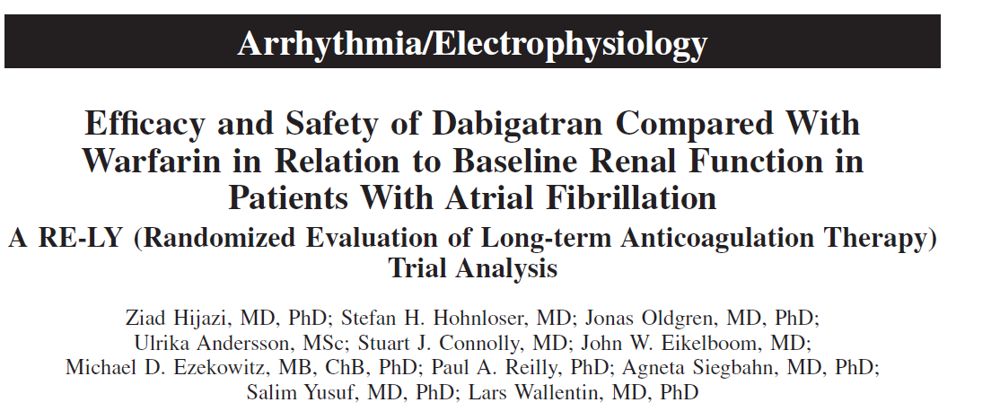 Arrhythmia/Electrophysiology
Efficacy and Safety of Dabigatran Compared With
Warfarin in Relation to Baseline Renal Function in
Patients With Atrial Fibrillation
A RE-LY (Randomized Evaluation of Long-term Anticoagulation Therapy)
Trial Analysis
Ziad Hijazi, MD, PhD; Stefan H. Hohnloser, MD; Jonas Oldgren, MD, PhD;
Ulrika Andersson, MSc; Stuart J. Connolly, MD; John W. Eikelboom, MD;
Michael D. Ezekowitz, MB, ChB, PhD; Paul A. Reilly, PhD; Agneta Siegbahn, MD, PhD;
Salim Yusuf, MD, PhD; Lars Wallentin, MD, PhD